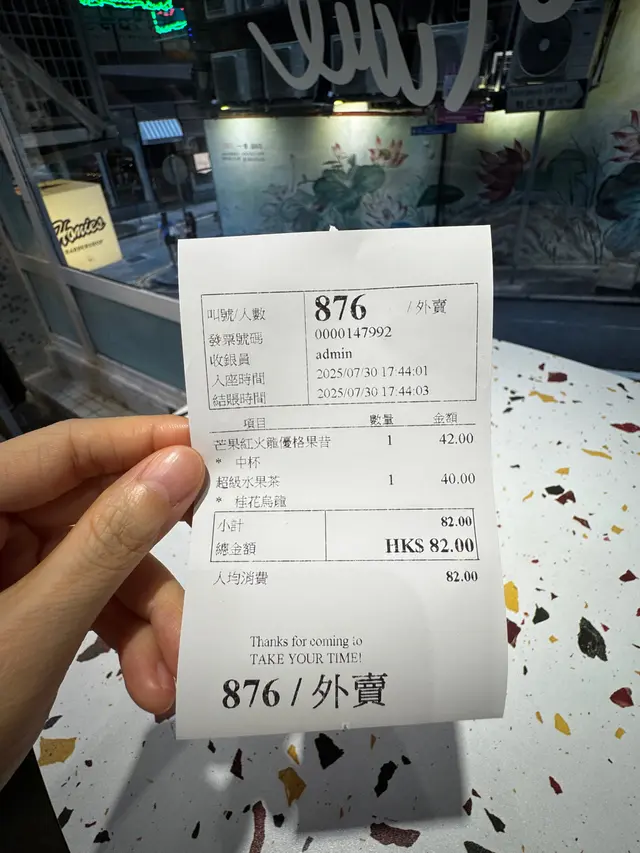 Homies
叫號/人數 876 /外賣
發票號碼 0000147992
收銀員 admin
入座時間 2025/07/30 17:44:01
結賬時間 2025/07/30 17:44:03
項目 數量 金額
芒果紅火龍優格果昔 1 42.00
* 中杯
超級水果茶 1 40.00
* 桂花烏龍
小計 82.00
總金額 HK$ 82.00
人均消費 82.00
Thanks for coming to
TAKE YOUR TIME!
876 / 外賣